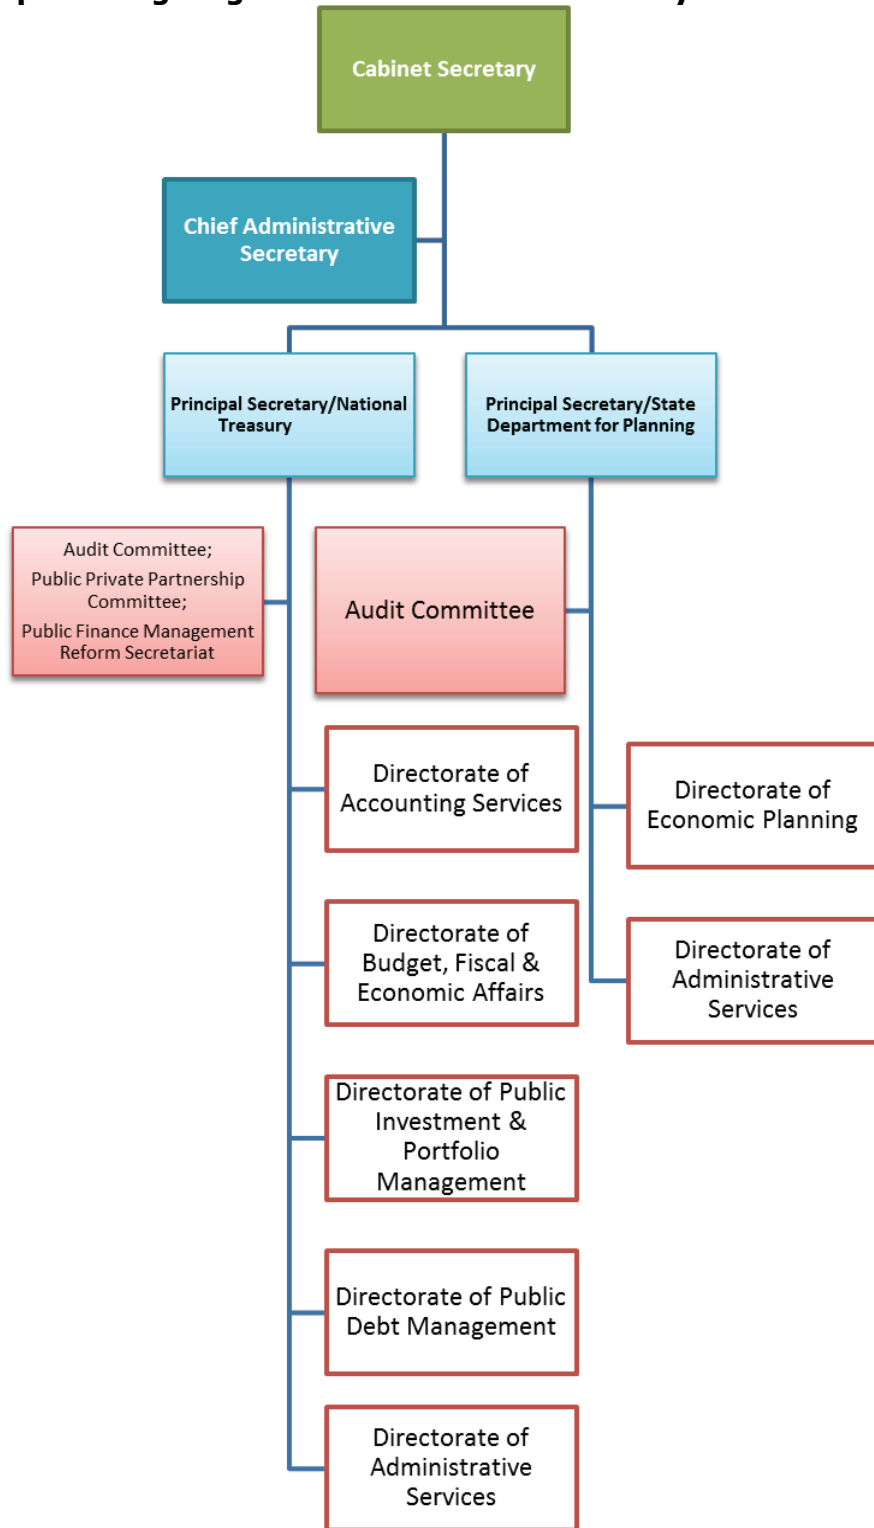 Cabinet Secretary
Chief Administrative
Secretary
Principal Secretary/National
Treasury
Principal Secretary/State
Department for Planning
Audit Committee;
Public Private Partnership
Committee;
Public Finance Management
Reform Secretariat
Audit Committee
Directorate of
Accounting Services
Directorate of
Economic Planning
Directorate of
Budget, Fiscal &
Economic Affairs
Directorate of
Administrative
Services
Directorate of Public
Investment &
Portfolio
Management
Directorate of Public
Debt Management
Directorate of
Administrative
Services